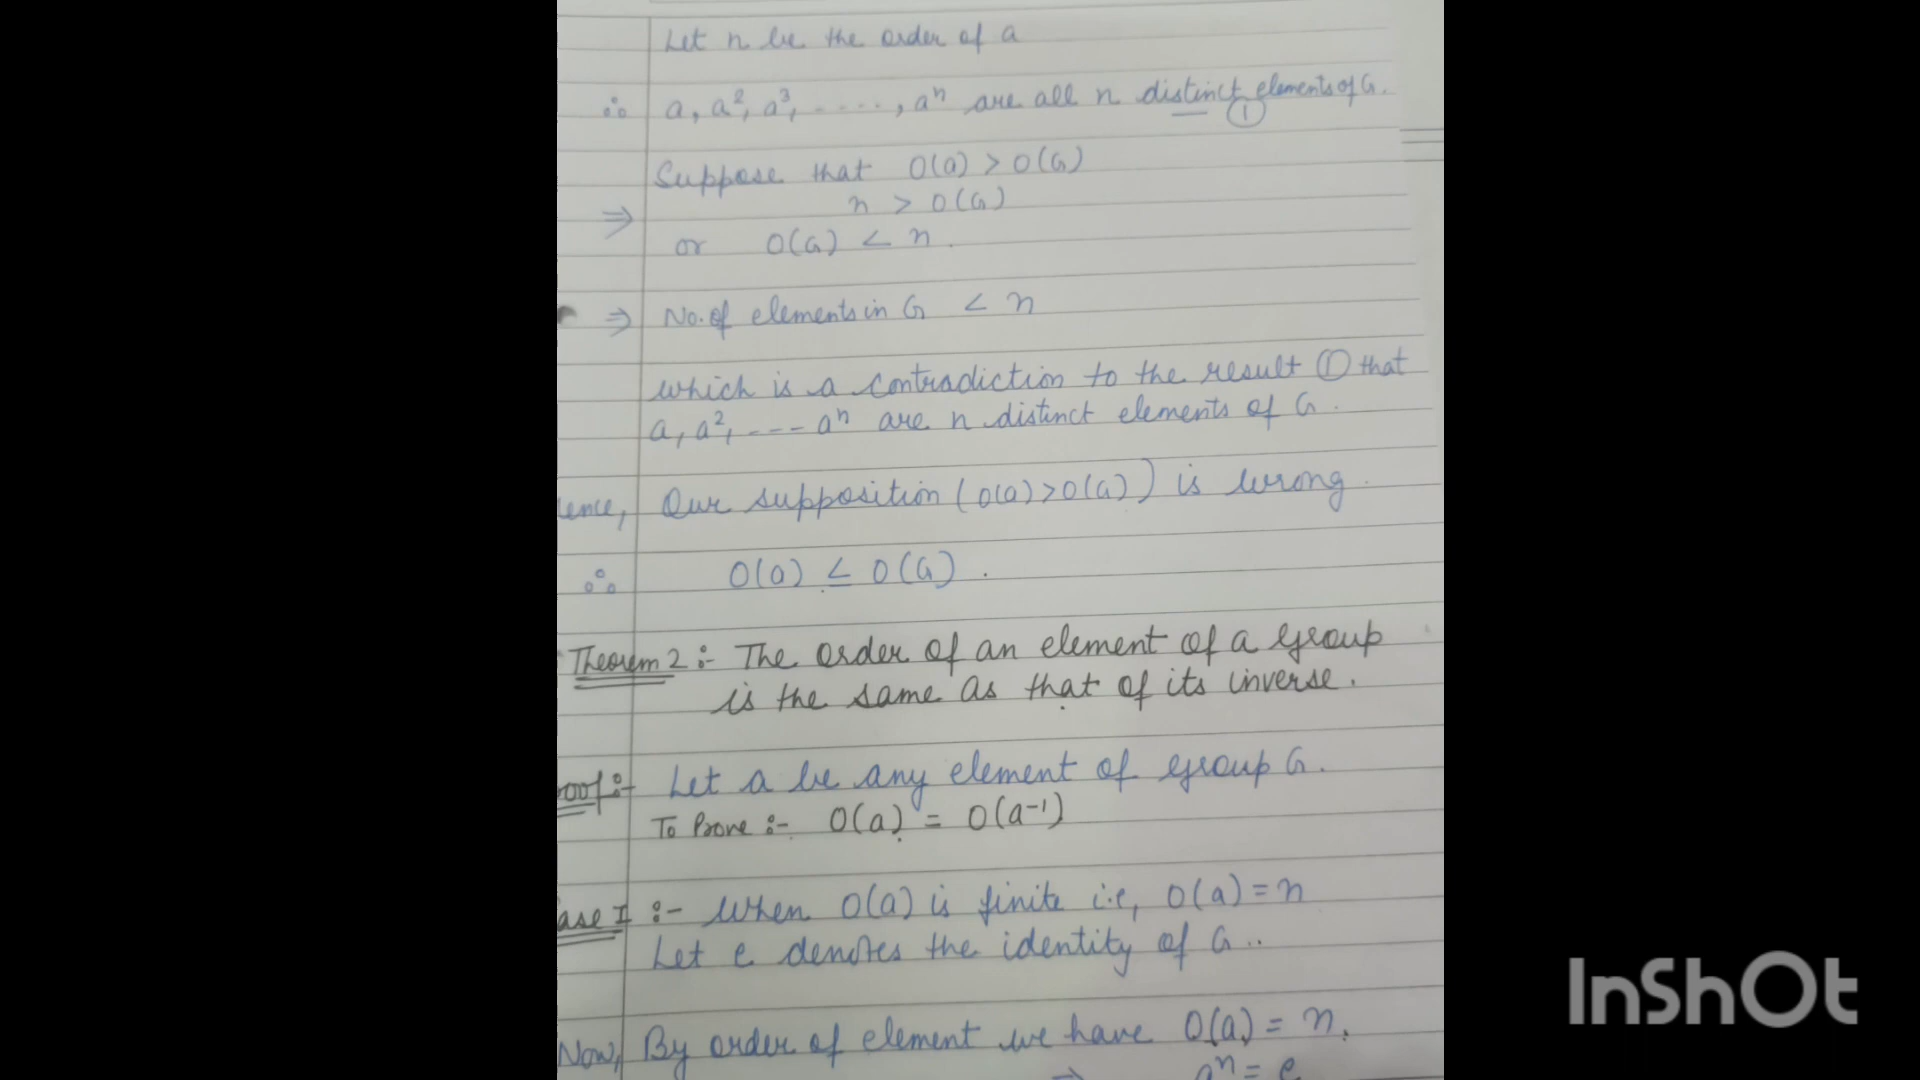 Let n be the order of a
∴ a, a², a³, ....., aⁿ are all n distinct elements of G.
— ①
Suppose that O(a) > O(G)
⇒ n > O(G)
or O(G) < n.
⇒ No. of elements in G < n
which is a contradiction to the result ① that
a, a², --- aⁿ are n distinct elements of G.
ence, Our supposition (O(a)>O(G)) is wrong.
∴ O(a) ≤ O(G).
Theorem 2 :- The order of an element of a group
is the same as that of its inverse.
oof :- Let a be any element of group G.
To Prove :- O(a) = O(a⁻¹)
ase I :- When O(a) is finite i.e, O(a) = n
Let e denotes the identity of G..
Now, By order of element we have O(a) = n.
⇒ aⁿ = e
InShOt